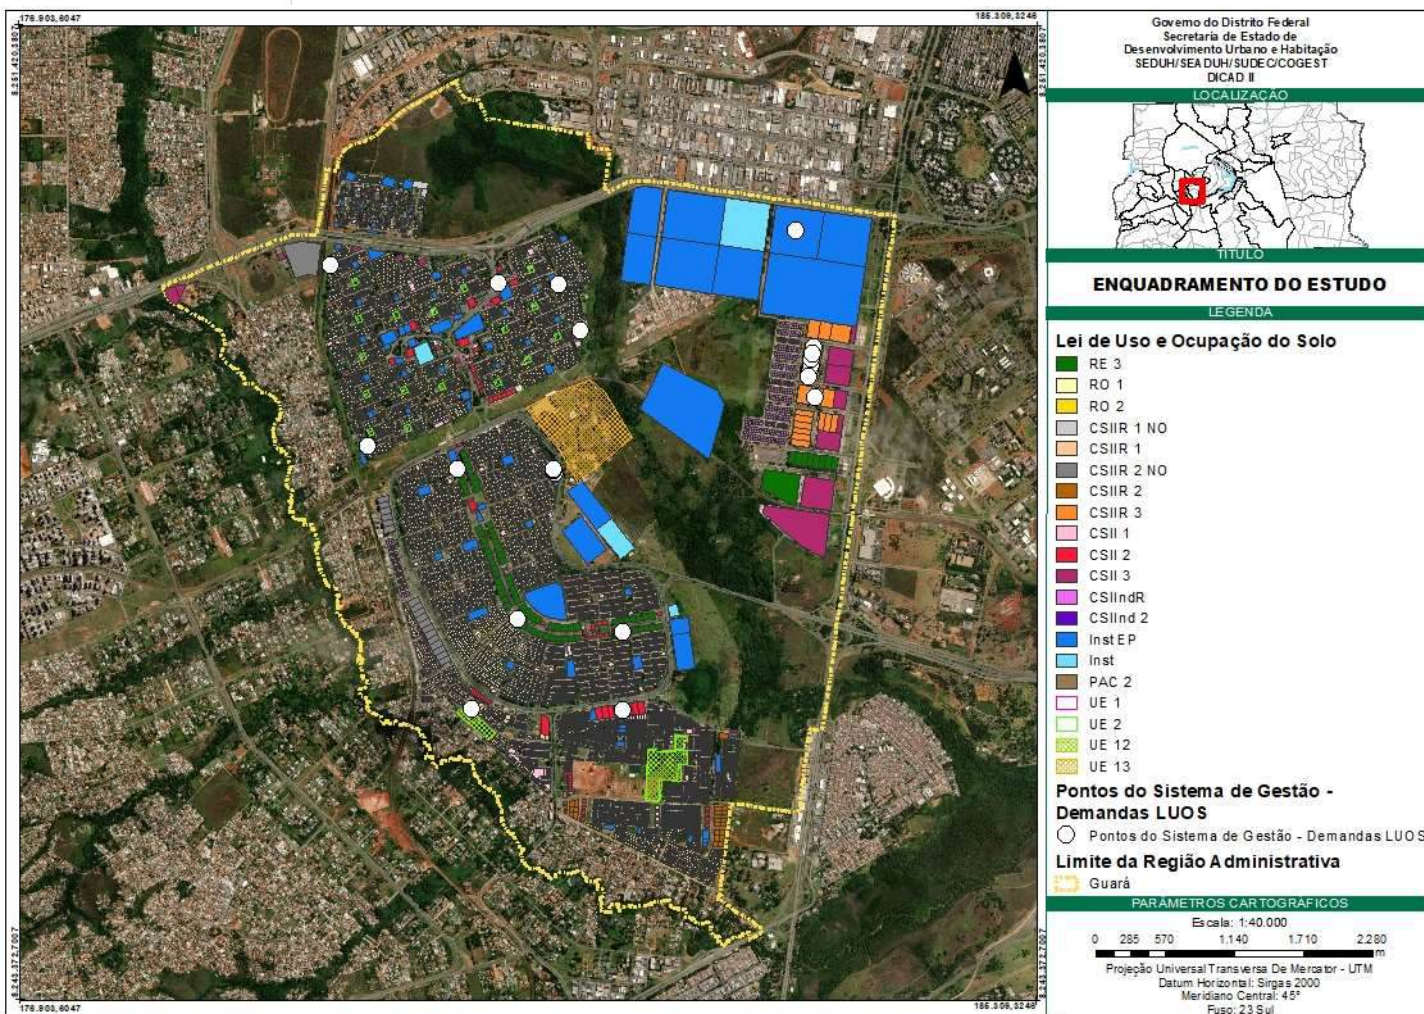 176.903,6047
185.309,3246
8.251.420,3807
8.251.420,3807
Governo do Distrito Federal
Secretaria de Estado de
Desenvolvimento Urbano e Habitação
SEDUH/SEADUH/SUDEC/COGEST
DICAD II
LOCALIZAÇÃO
TITULO
ENQUADRAMENTO DO ESTUDO
LEGENDA
Lei de Uso e Ocupação do Solo
RE 3
RO 1
RO 2
CSIIR 1 NO
CSIIR 1
CSIIR 2 NO
CSIIR 2
CSIIR 3
CSII 1
CSII 2
CSII 3
CSIIndR
CSIInd 2
Inst EP
Inst
PAC 2
UE 1
UE 2
UE 12
UE 13
Pontos do Sistema de Gestão -
Demandas LUOS
Pontos do Sistema de Gestão - Demandas LUOS
Limite da Região Administrativa
Guará
PARÂMETROS CARTOGRAFICOS
Escala: 1:40.000
0 285 570 1.140 1.710 2.280
m
Projeção Universal Transversa De Mercator - UTM
Datum Horizontal: Sirgas 2000
Meridiano Central: 45°
Fuso: 23 Sul
8.243.372,7007
8.243.372,7007
176.903,6047
185.309,3246